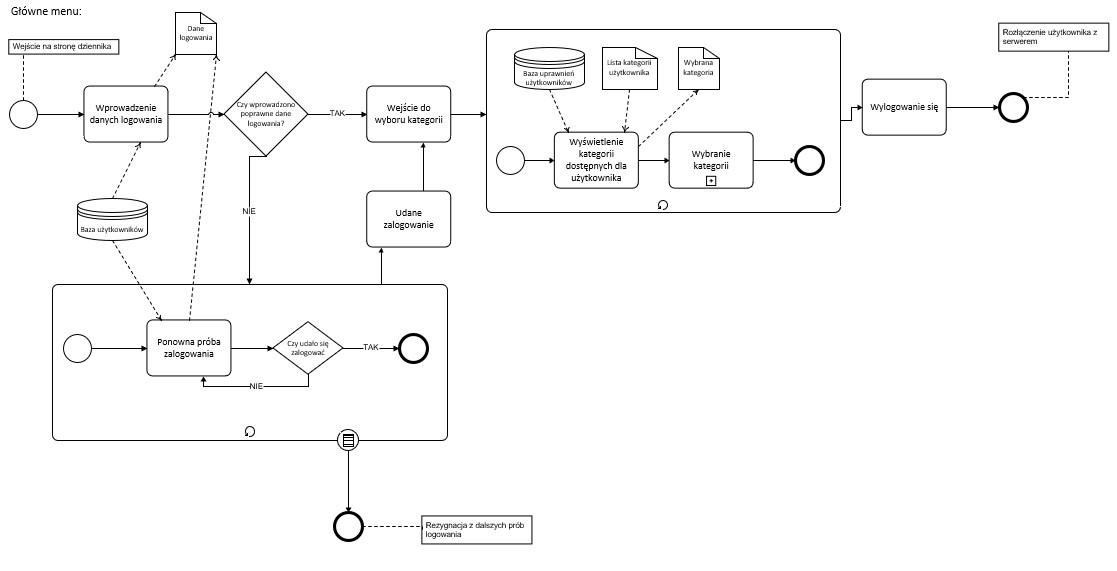 Główne menu:
Wejście na stronę dziennika
Dane
logowania
Wprowadzenie
danych logowania
Czy wprowadzono
poprawne dane
logowania?
TAK
NIE
Wejście do
wyboru kategorii
Baza użytkowników
Udane
zalogowanie
Baza uprawnień
użytkowników
Lista kategorii
użytkownika
Wybrana
kategoria
Wyświetlenie
kategorii
dostępnych dla
użytkownika
Wybranie
kategorii
Wylogowanie się
Rozłączenie użytkownika z
serwerem
Ponowna próba
zalogowania
Czy udało się
zalogować
TAK
NIE
Rezygnacja z dalszych prób
logowania